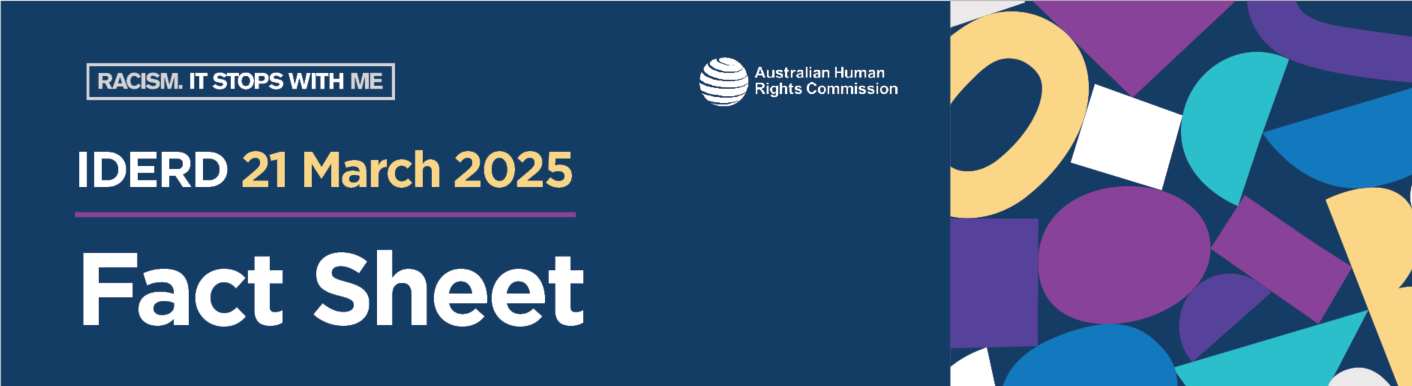 RACISM. IT STOPS WITH ME
Australian Human
Rights Commission
IDERD 21 March 2025
Fact Sheet